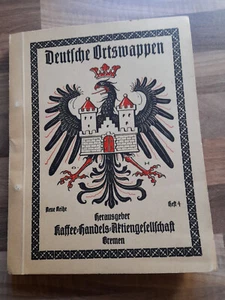 Deutsche Ortswappen
Neue Reihe
Heft 4
Herausgeber
Kaffee-Handels-Aktiengesellschaft
Bremen